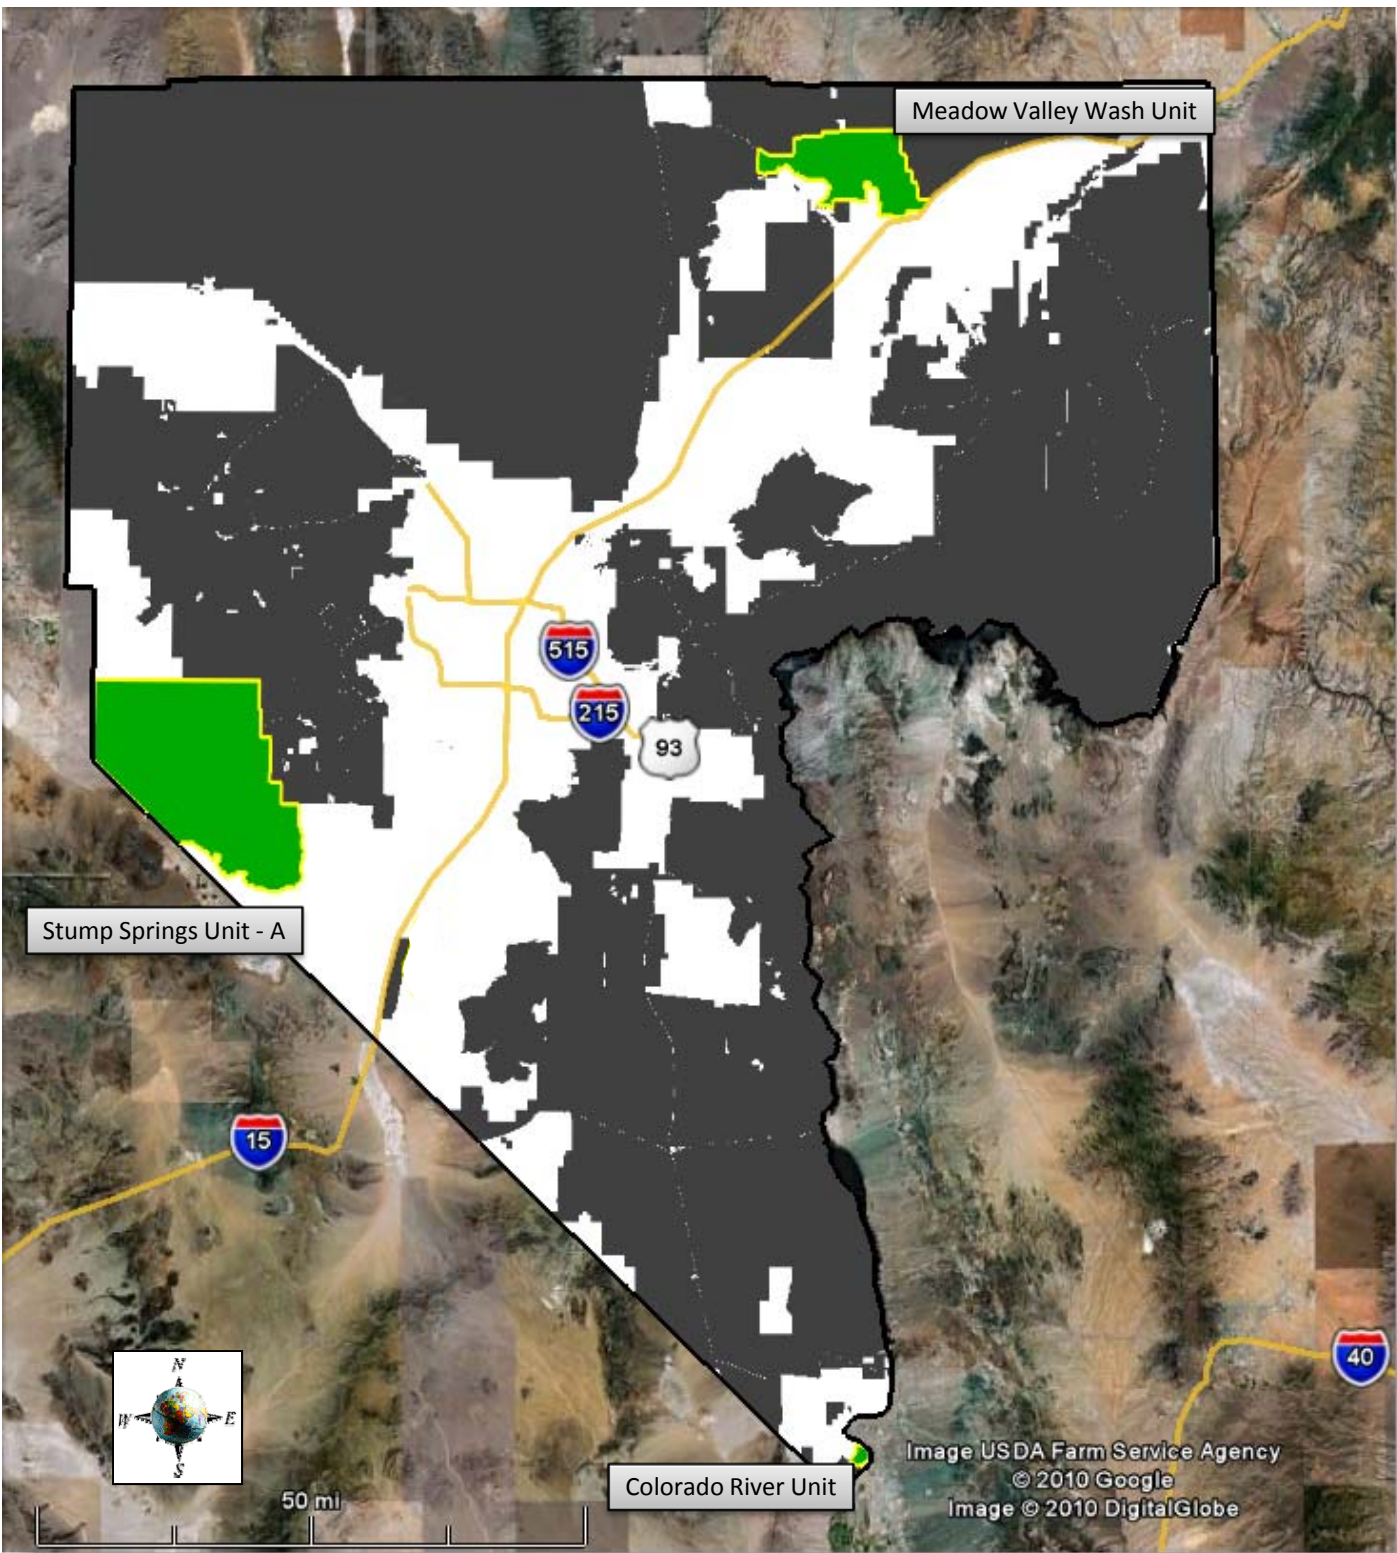 Meadow Valley Wash Unit
515
215
93
Stump Springs Unit - A
15
40
N
W E
S
Image USDA Farm Service Agency
© 2010 Google
Image © 2010 DigitalGlobe
Colorado River Unit
50 mi